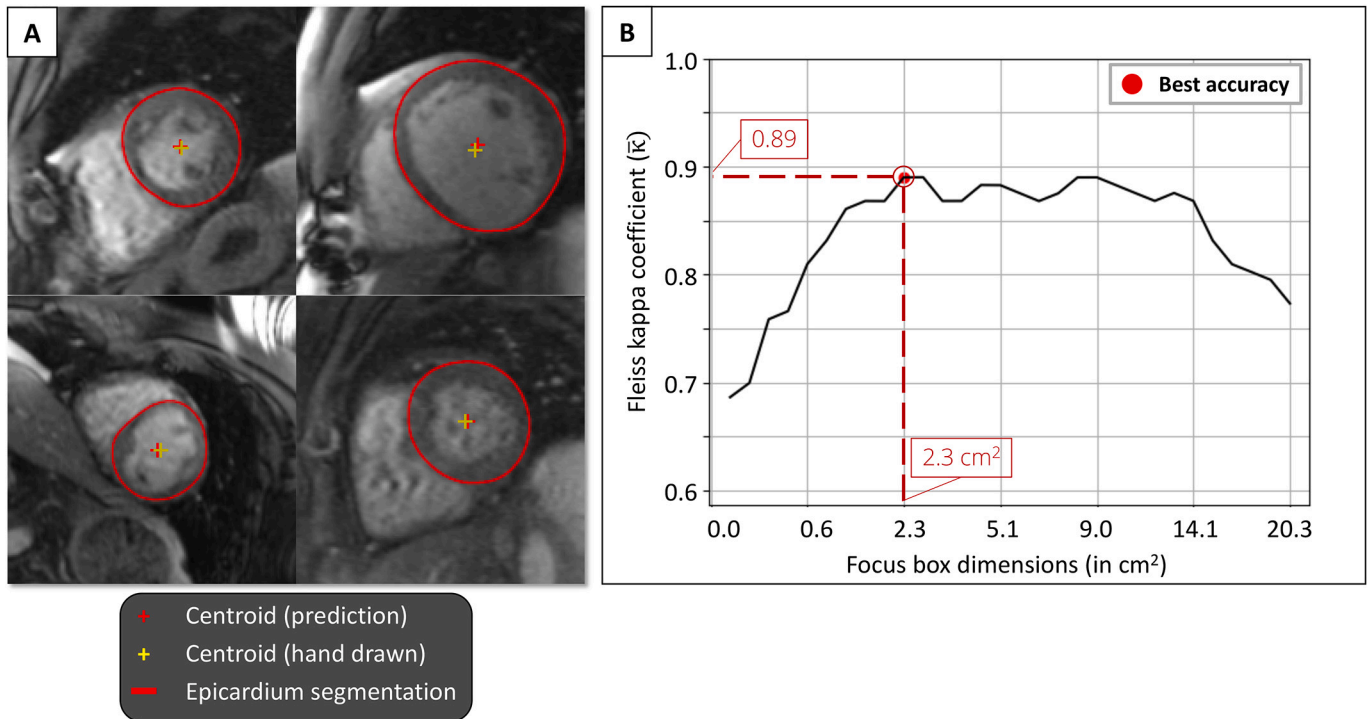 A
B
1.0
0.9
0.8
0.7
0.6
Fleiss kappa coefficient (κ̅)
Best accuracy
0.89
2.3 cm²
0.0 0.6 2.3 5.1 9.0 14.1 20.3
Focus box dimensions (in cm²)
Centroid (prediction)
Centroid (hand drawn)
Epicardium segmentation